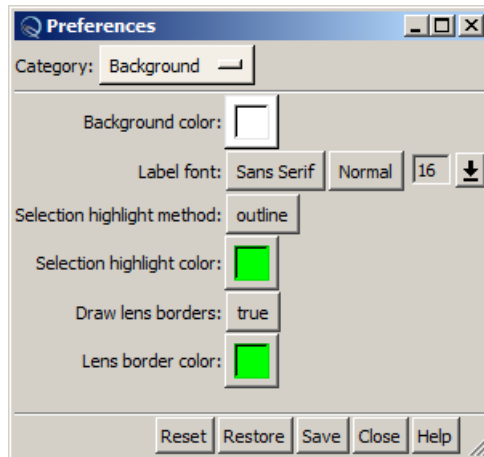 Preferences
Category: Background
Background color:
Label font: Sans Serif Normal 16
Selection highlight method: outline
Selection highlight color:
Draw lens borders: true
Lens border color:
Reset Restore Save Close Help